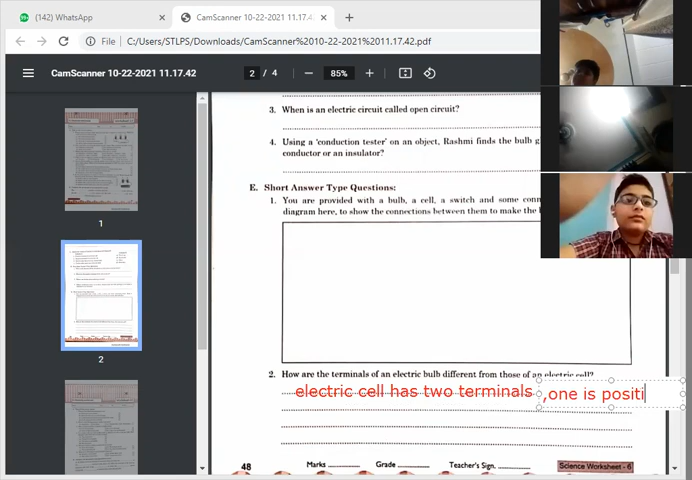 (142) WhatsApp
CamScanner 10-22-2021 11.17.42
File
C:/Users/STLPS/Downloads/CamScanner%2010-22-2021%2011.17.42.pdf
CamScanner 10-22-2021 11.17.42
2 / 4
85%
3. When is an electric circuit called open circuit?
4. Using a 'conduction tester' on an object, Rashmi finds the bulb g
conductor or an insulator?
E. Short Answer Type Questions:
1. You are provided with a bulb, a cell, a switch and some conn
diagram here, to show the connections between them to make the
2. How are the terminals of an electric bulb different from those of an electric cell?
electric cell has two terminals ,one is positi
48 Marks Grade Teacher's Sign. Science Worksheet - 6
1
2